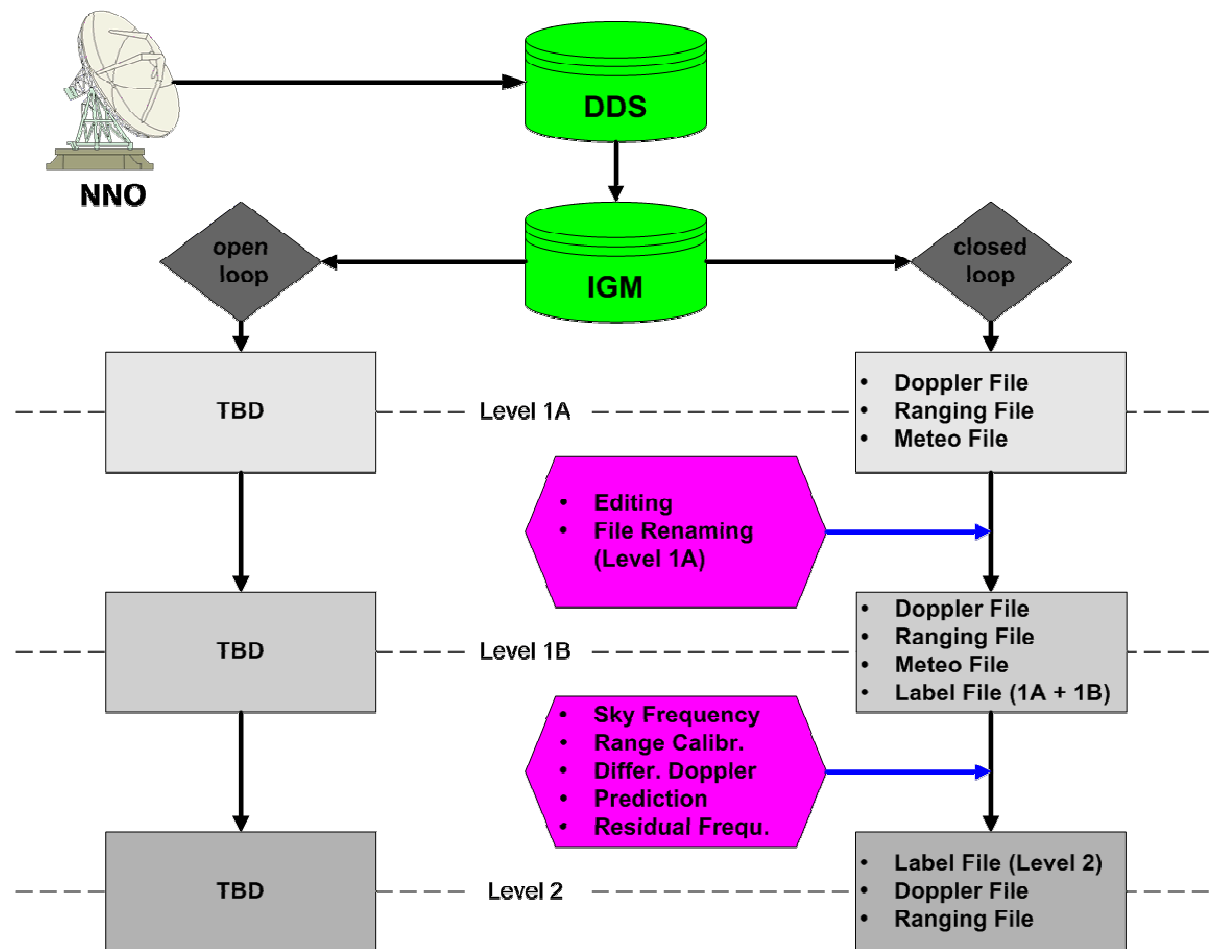 DDS
NNO
open
loop
IGM
closed
loop
TBD
Level 1A
• Doppler File
• Ranging File
• Meteo File
• Editing
• File Renaming
(Level 1A)
TBD
Level 1B
• Doppler File
• Ranging File
• Meteo File
• Label File (1A + 1B)
• Sky Frequency
• Range Calibr.
• Differ. Doppler
• Prediction
• Residual Frequ.
TBD
Level 2
• Label File (Level 2)
• Doppler File
• Ranging File